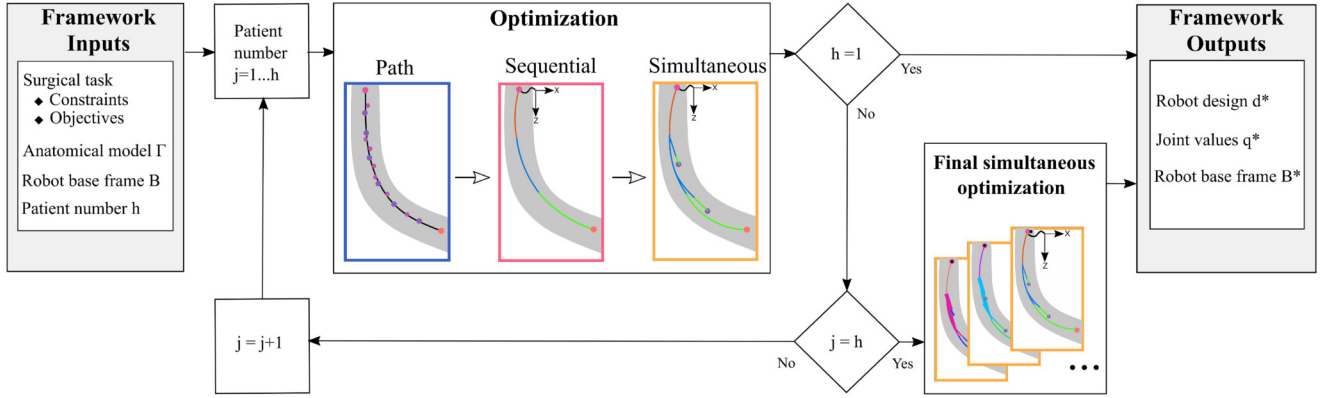 Framework
Inputs
Surgical task
◆ Constraints
◆ Objectives
Anatomical model Γ
Robot base frame B
Patient number h
Patient
number
j=1...h
Optimization
Path
Sequential
Simultaneous
x
z
x
z
h =1
Yes
No
Framework
Outputs
Robot design d*
Joint values q*
Robot base frame B*
Final simultaneous
optimization
x
z
j = j+1
No
j = h
Yes